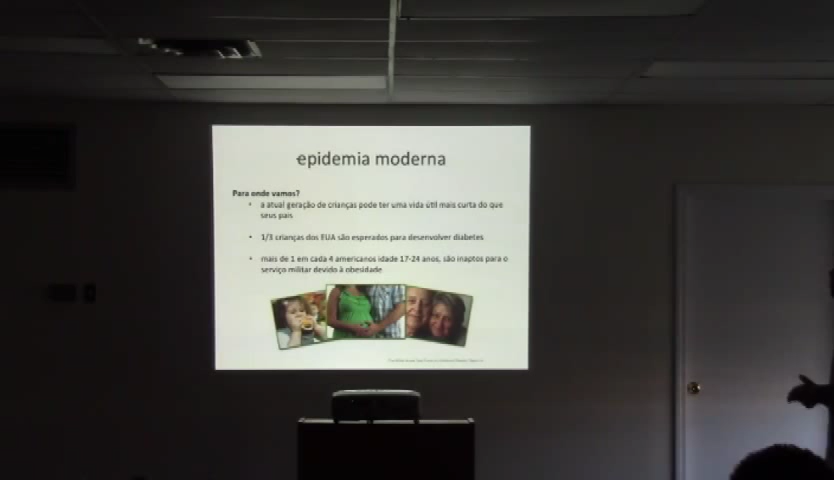 epidemia moderna
Para onde vamos?
• a atual geração de crianças pode ter uma vida útil mais curta do que
seus pais
• 1/3 crianças dos EUA são esperados para desenvolver diabetes
• mais de 1 em cada 4 americanos idade 17-24 anos, são inaptos para o
serviço militar devido à obesidade